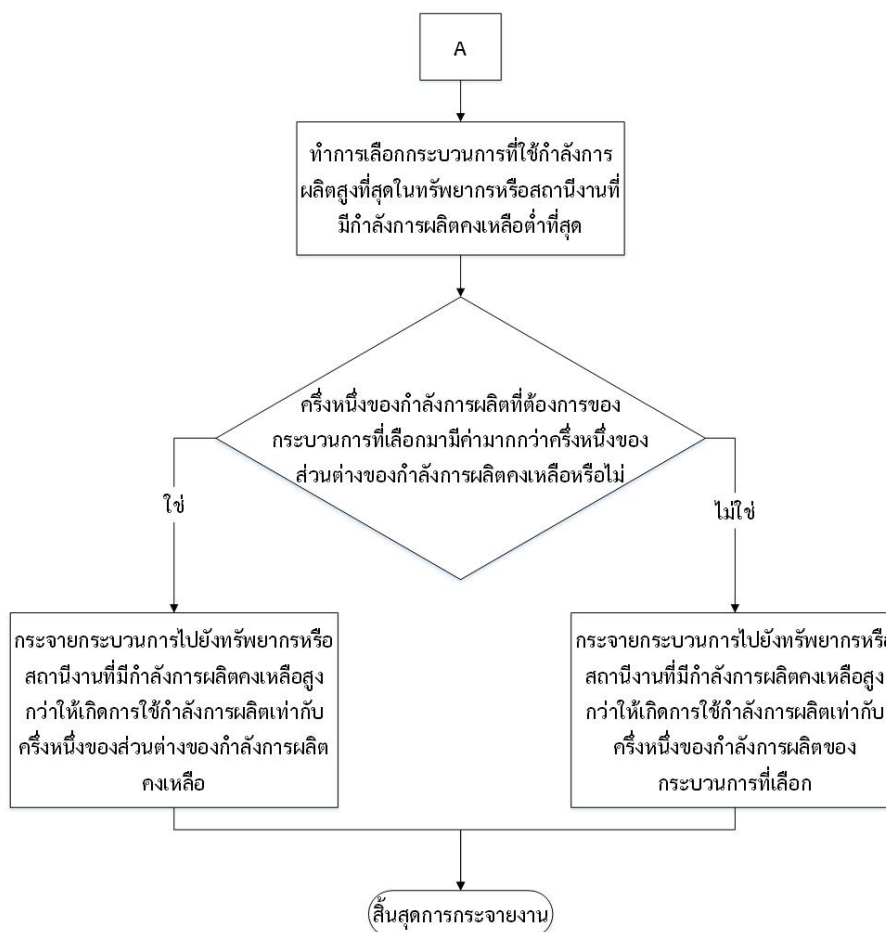 A
ทำการเลือกกระบวนการที่ใช้กำลังการ
ผลิตสูงที่สุดในทรัพยากรหรือสถานีงานที่
มีกำลังการผลิตคงเหลือต่ำที่สุด
ครึ่งหนึ่งของกำลังการผลิตที่ต้องการของ
กระบวนการที่เลือกมามีค่ามากกว่าครึ่งหนึ่งของ
ส่วนต่างของกำลังการผลิตคงเหลือหรือไม่
ใช่
ไม่ใช่
กระจายกระบวนการไปยังทรัพยากรหรือ
สถานีงานที่มีกำลังการผลิตคงเหลือสูง
กว่าให้เกิดการใช้กำลังการผลิตเท่ากับ
ครึ่งหนึ่งของส่วนต่างของกำลังการผลิต
คงเหลือ
กระจายกระบวนการไปยังทรัพยากรหรือ
สถานีงานที่มีกำลังการผลิตคงเหลือสูง
กว่าให้เกิดการใช้กำลังการผลิตเท่ากับ
ครึ่งหนึ่งของกำลังการผลิตของ
กระบวนการที่เลือก
สิ้นสุดการกระจายงาน